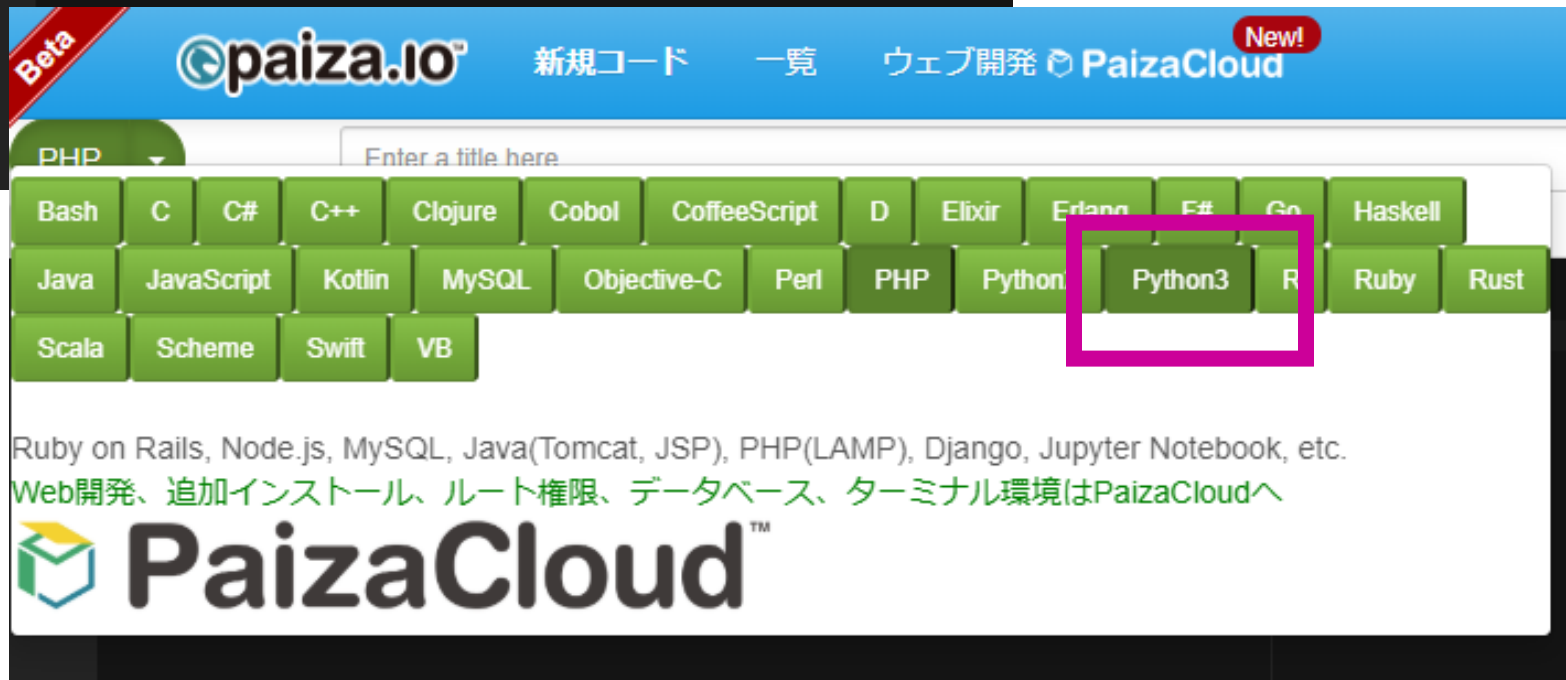 Beta
paiza.IO™ 新規コード 一覧 ウェブ開発 PaizaCloud New!
PHP Enter a title here
Bash C C# C++ Clojure Cobol CoffeeScript D Elixir Erlang F# Go Haskell
Java JavaScript Kotlin MySQL Objective-C Perl PHP Python2 Python3 R Ruby Rust
Scala Scheme Swift VB
Ruby on Rails, Node.js, MySQL, Java(Tomcat, JSP), PHP(LAMP), Django, Jupyter Notebook, etc.
Web開発、追加インストール、ルート権限、データベース、ターミナル環境はPaizaCloudへ
PaizaCloud™